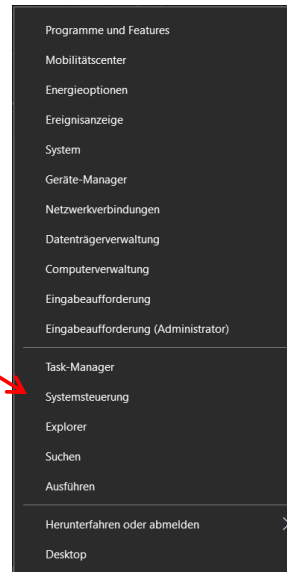 Programme und Features
Mobilitätscenter
Energieoptionen
Ereignisanzeige
System
Geräte-Manager
Netzwerkverbindungen
Datenträgerverwaltung
Computerverwaltung
Eingabeaufforderung
Eingabeaufforderung (Administrator)
Task-Manager
Systemsteuerung
Explorer
Suchen
Ausführen
Herunterfahren oder abmelden
Desktop